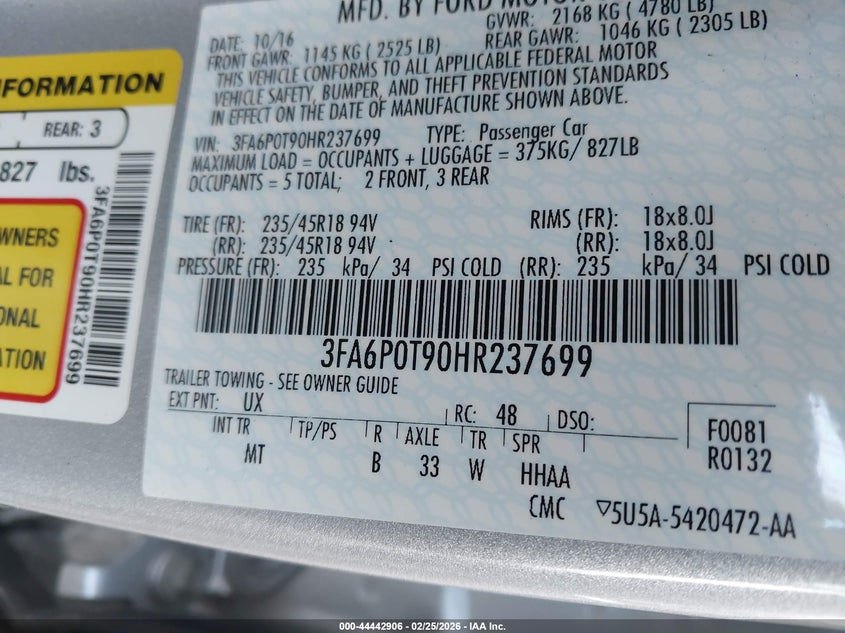 MFD. BY FORD MOTOR
DATE: 10/16 GVWR: 2168 KG ( 4780 LB)
FRONT GAWR: 1145 KG ( 2525 LB) REAR GAWR: 1046 KG ( 2305 LB)
THIS VEHICLE CONFORMS TO ALL APPLICABLE FEDERAL MOTOR
VEHICLE SAFETY, BUMPER, AND THEFT PREVENTION STANDARDS
IN EFFECT ON THE DATE OF MANUFACTURE SHOWN ABOVE.
VIN: 3FA6P0T90HR237699 TYPE: Passenger Car
MAXIMUM LOAD = OCCUPANTS + LUGGAGE = 375KG/ 827LB
OCCUPANTS = 5 TOTAL; 2 FRONT, 3 REAR
TIRE (FR): 235/45R18 94V RIMS (FR): 18x8.0J
(RR): 235/45R18 94V (RR): 18x8.0J
PRESSURE (FR): 235 kPa/ 34 PSI COLD (RR): 235 kPa/ 34 PSI COLD
3FA6P0T90HR237699
TRAILER TOWING - SEE OWNER GUIDE
EXT PNT: UX RC: 48 DSO:
INT TR TP/PS R AXLE TR SPR
MT B 33 W HHAA
F0081
R0132
CMC ▽5U5A-5420472-AA
REAR: 3
827 lbs.
3FA6P0T90HR237699
000-44442906 - 02/25/2026 - IAA Inc.